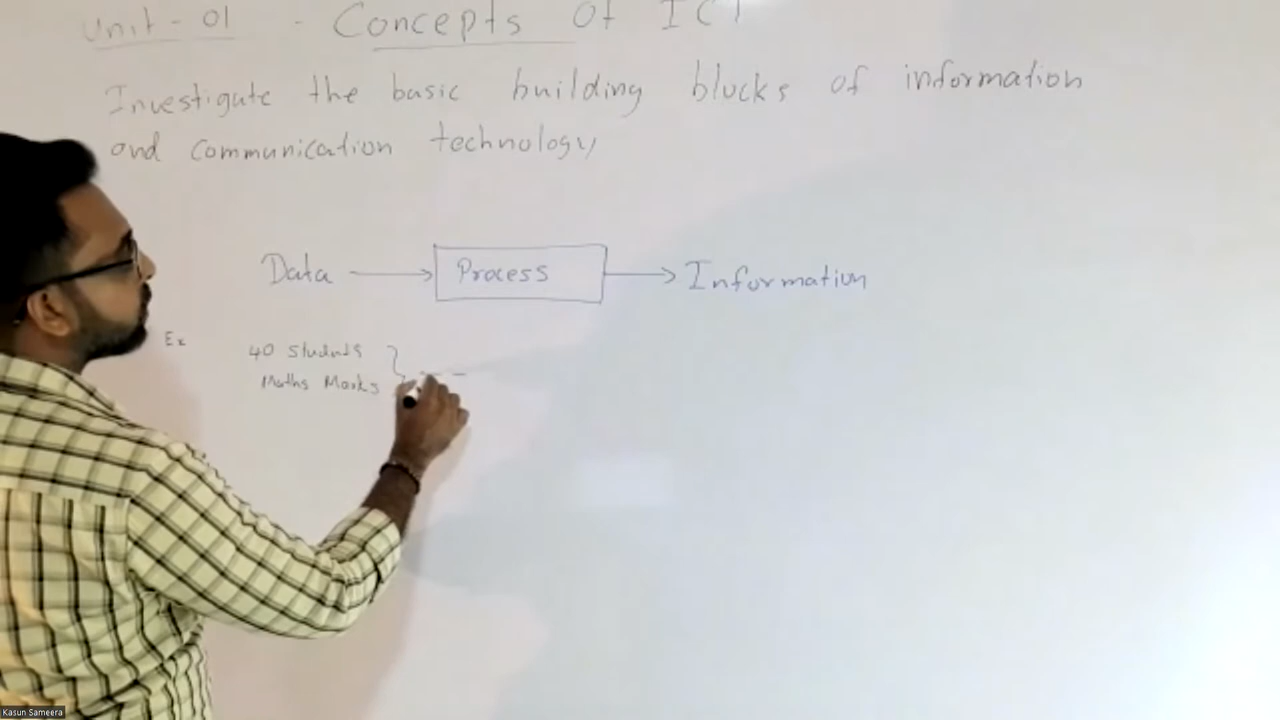 Unit - 01 - Concepts Of ICT
Investigate the basic building blocks of information
and communication technology
Data → Process → Information
Ex
40 Students
Maths Marks
Kasun Sameera